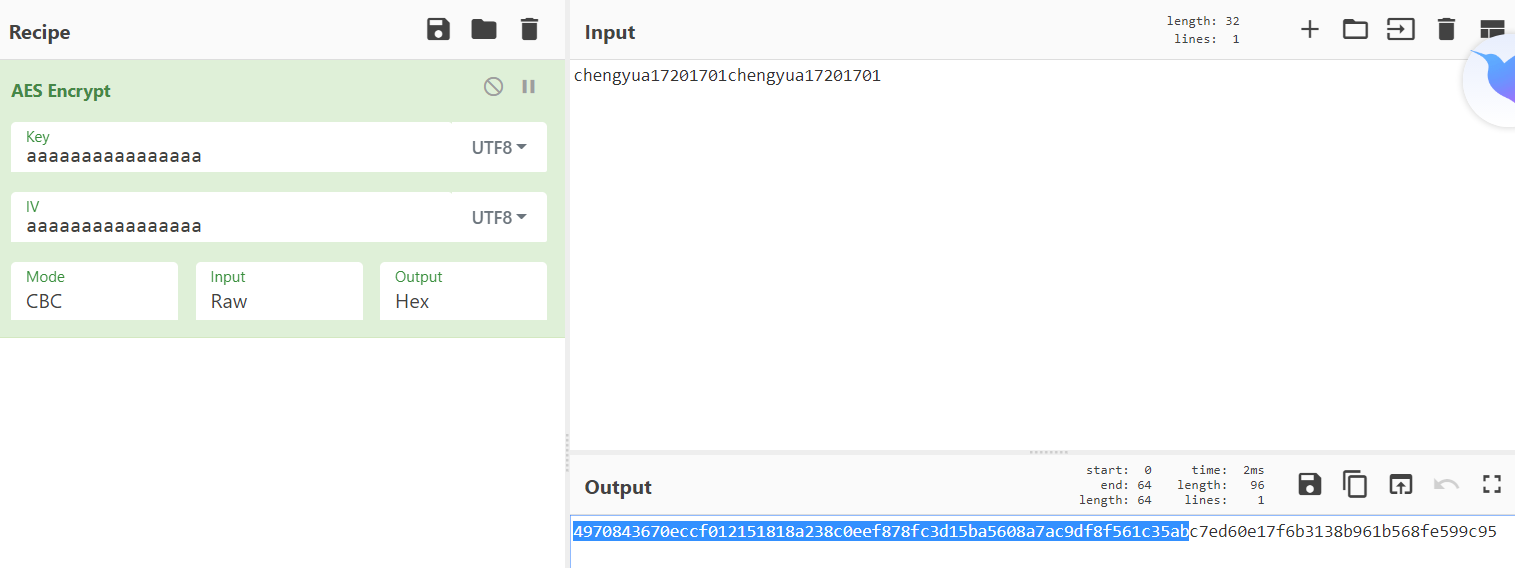 Recipe
AES Encrypt
Key
aaaaaaaaaaaaaaaa
UTF8
IV
aaaaaaaaaaaaaaaa
UTF8
Mode
CBC
Input
Raw
Output
Hex
Input
length: 32
lines: 1
chengyua17201701chengyua17201701
Output
start: 0
end: 64
length: 64
time: 2ms
length: 96
lines: 1
4970843670eccf012151818a238c0eef878fc3d15ba5608a7ac9df8f561c35abc7ed60e17f6b3138b961b568fe599c95